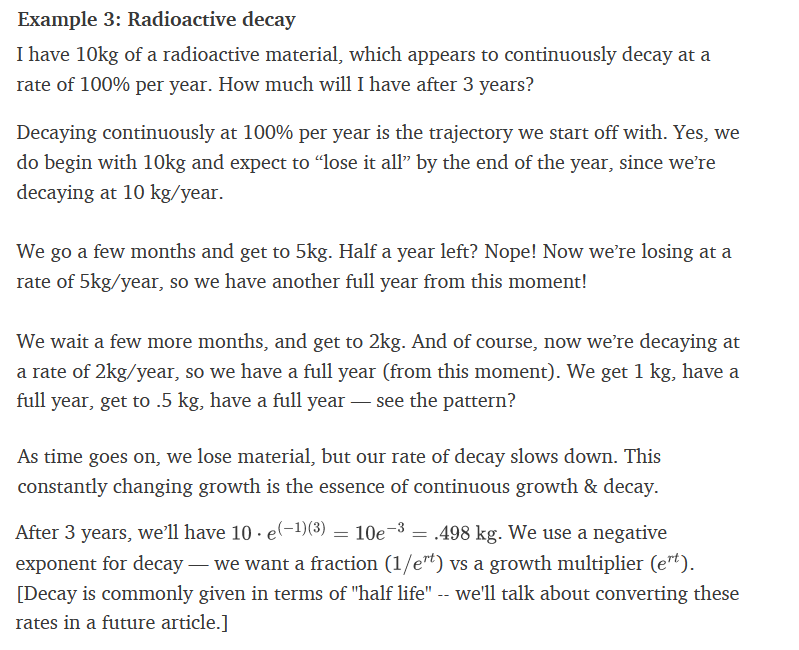 Example 3: Radioactive decay
I have 10kg of a radioactive material, which appears to continuously decay at a
rate of 100% per year. How much will I have after 3 years?
Decaying continuously at 100% per year is the trajectory we start off with. Yes, we
do begin with 10kg and expect to “lose it all” by the end of the year, since we’re
decaying at 10 kg/year.
We go a few months and get to 5kg. Half a year left? Nope! Now we’re losing at a
rate of 5kg/year, so we have another full year from this moment!
We wait a few more months, and get to 2kg. And of course, now we’re decaying at
a rate of 2kg/year, so we have a full year (from this moment). We get 1 kg, have a
full year, get to .5 kg, have a full year — see the pattern?
As time goes on, we lose material, but our rate of decay slows down. This
constantly changing growth is the essence of continuous growth & decay.
After 3 years, we’ll have 10 · e^{(−1)(3)} = 10e^{−3} = .498 kg. We use a negative
exponent for decay — we want a fraction (1/e^{rt}) vs a growth multiplier (e^{rt}).
[Decay is commonly given in terms of "half life" -- we'll talk about converting these
rates in a future article.]